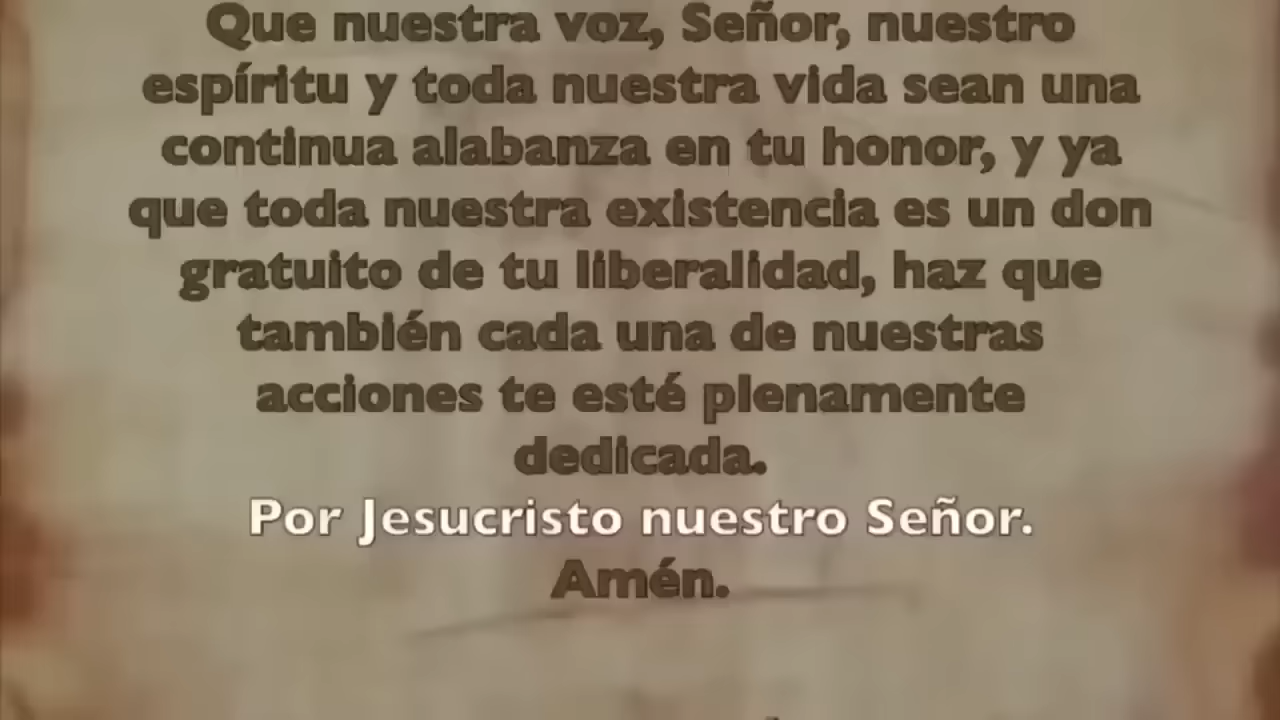 Que nuestra voz, Señor, nuestro
espíritu y toda nuestra vida sean una
continua alabanza en tu honor, y ya
que toda nuestra existencia es un don
gratuito de tu liberalidad, haz que
también cada una de nuestras
acciones te esté plenamente
dedicada.
Por Jesucristo nuestro Señor.
Amén.